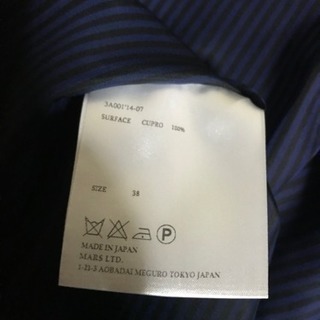 3A001'14-07
SURFACE CUPRO 100%
SIZE 38
P
MADE IN JAPAN
MARS LTD.
1-21-3 AOBADAI MEGURO TOKYO JAPAN